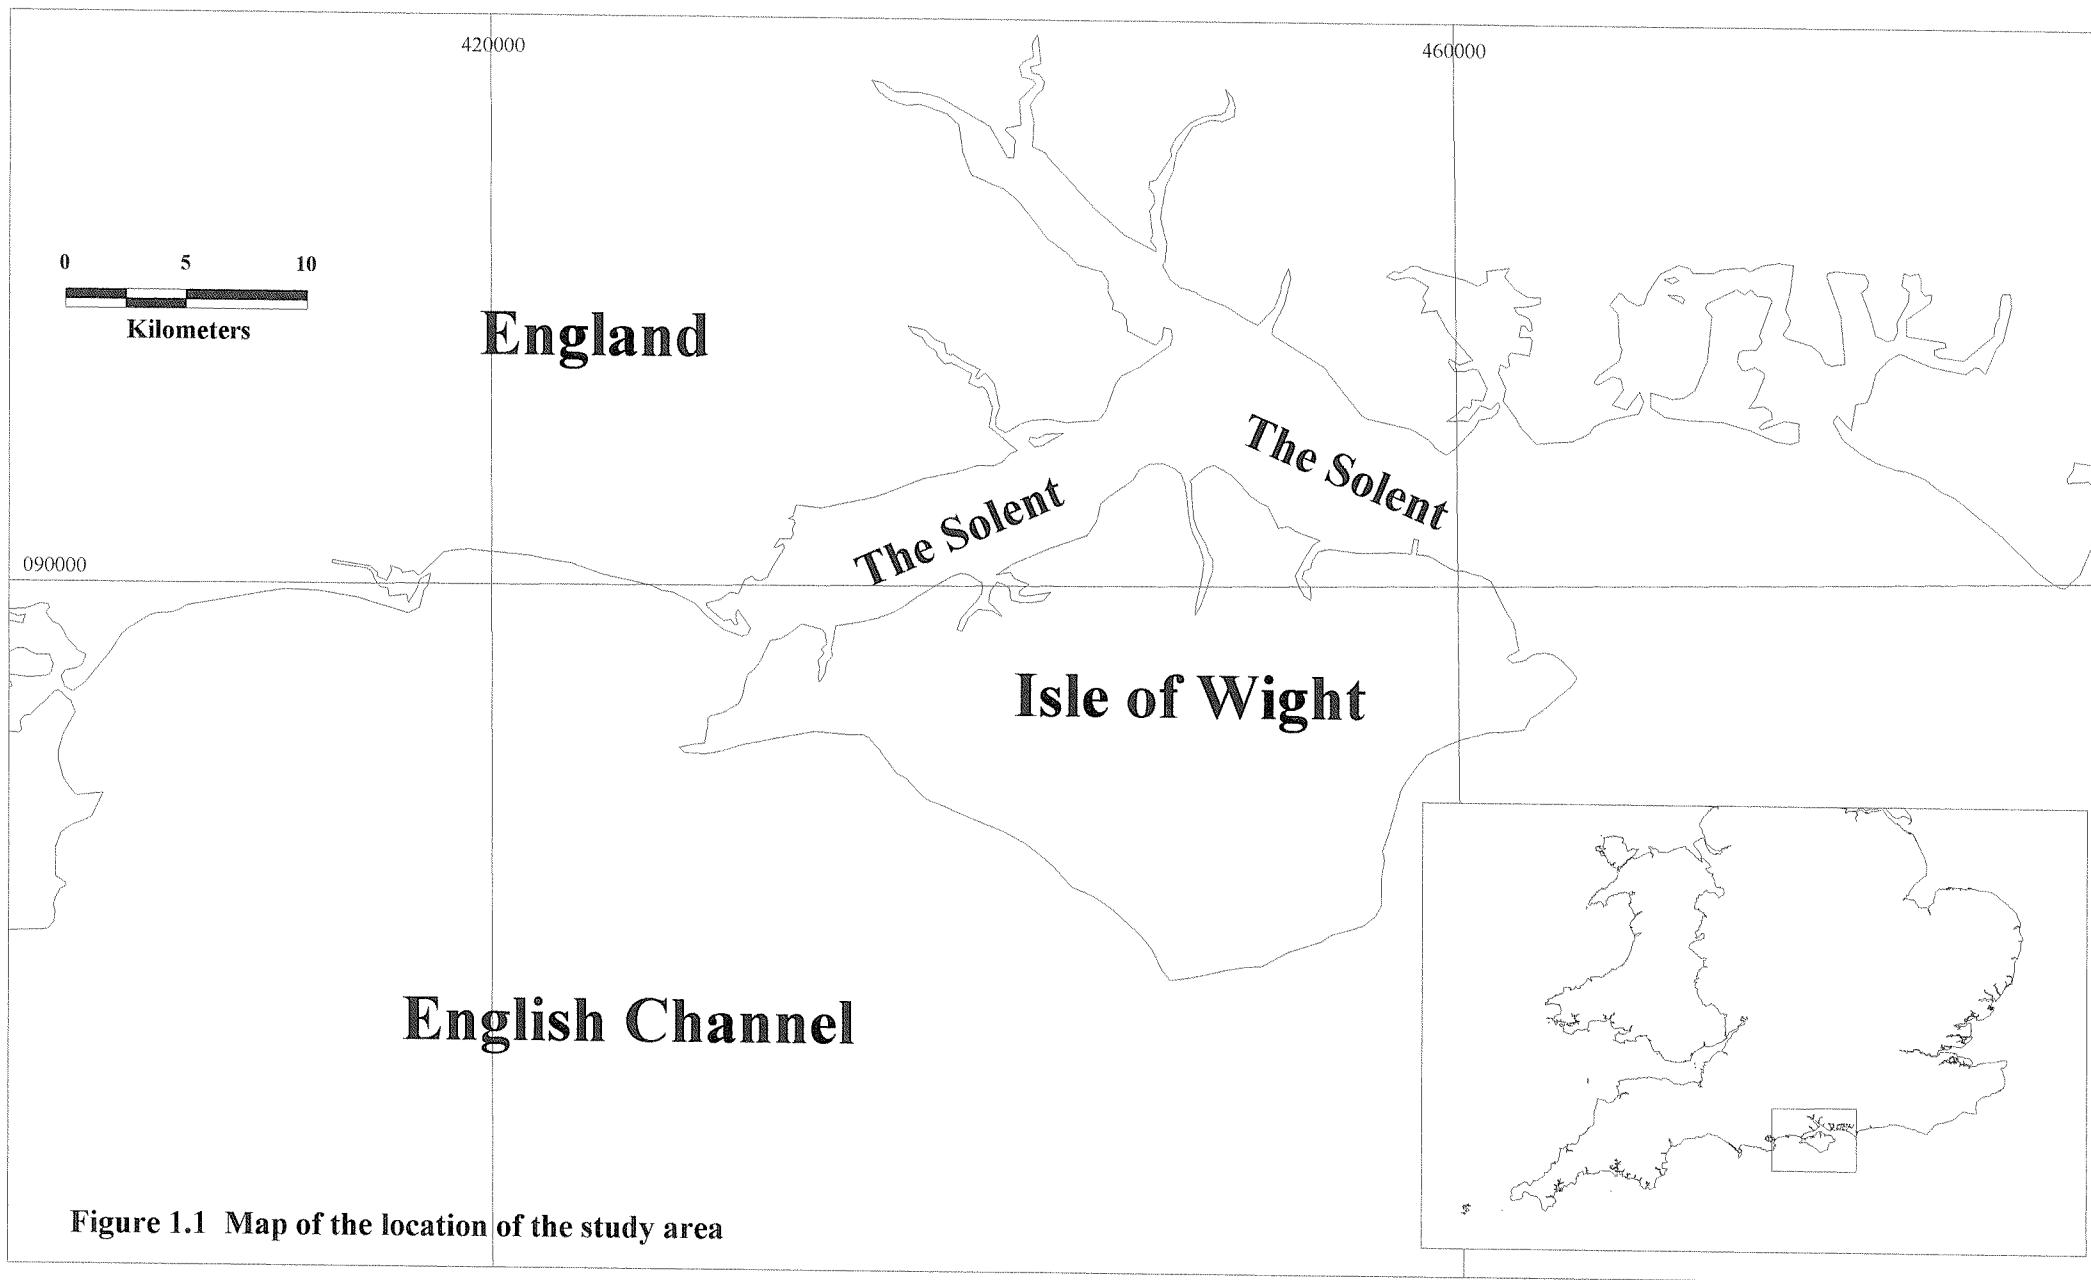 420000
460000
0 5 10
Kilometers
England
The Solent
The Solent
090000
Isle of Wight
English Channel
Figure 1.1 Map of the location of the study area